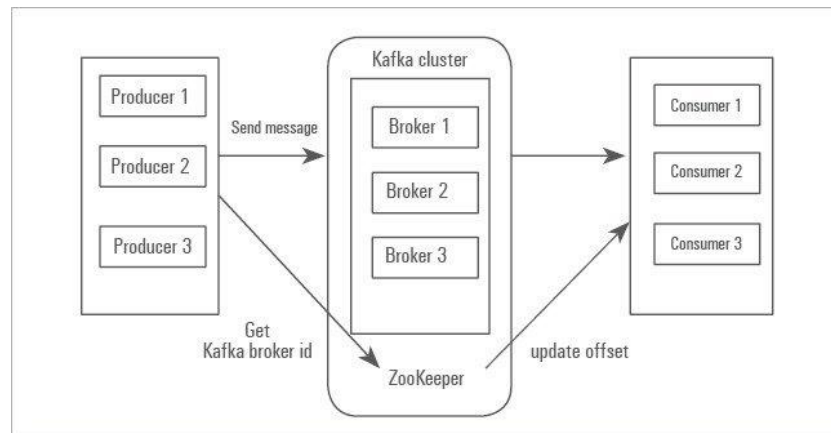 Kafka cluster
Producer 1
Producer 2
Producer 3
Send message
Get
Kafka broker id
Broker 1
Broker 2
Broker 3
ZooKeeper
update offset
Consumer 1
Consumer 2
Consumer 3